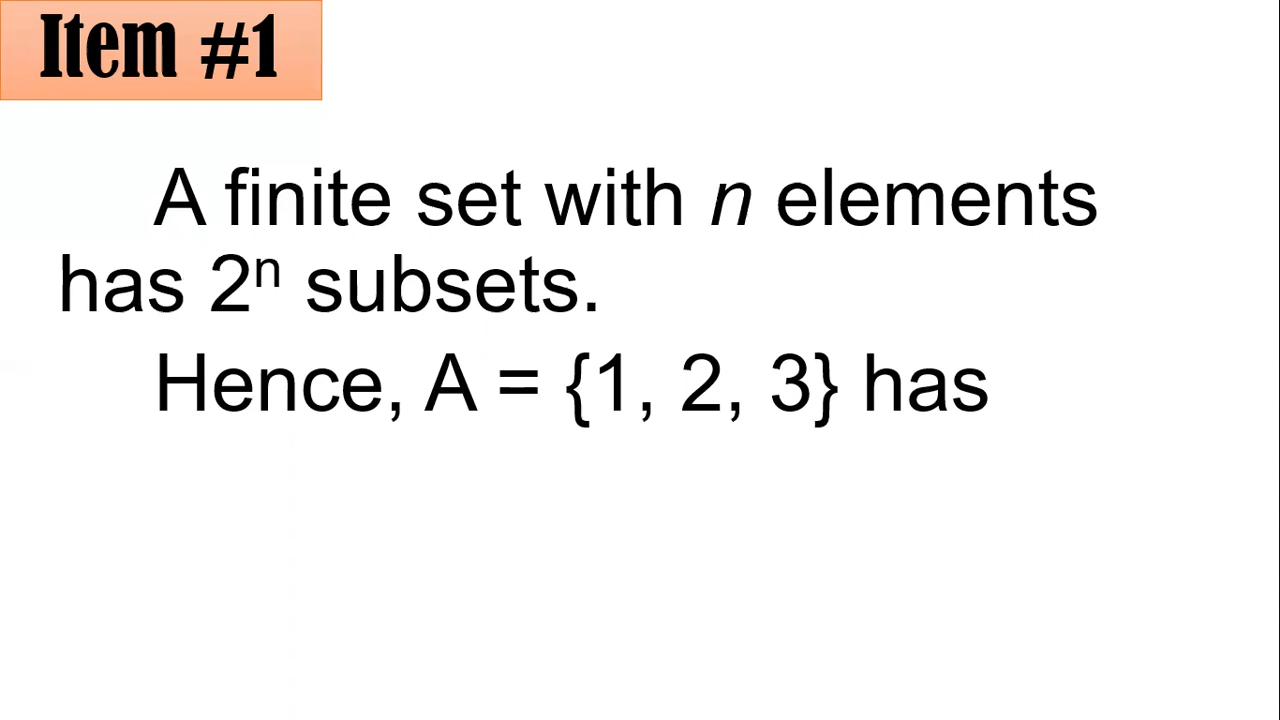 Item #1
A finite set with n elements
has 2ⁿ subsets.
Hence, A = {1, 2, 3} has